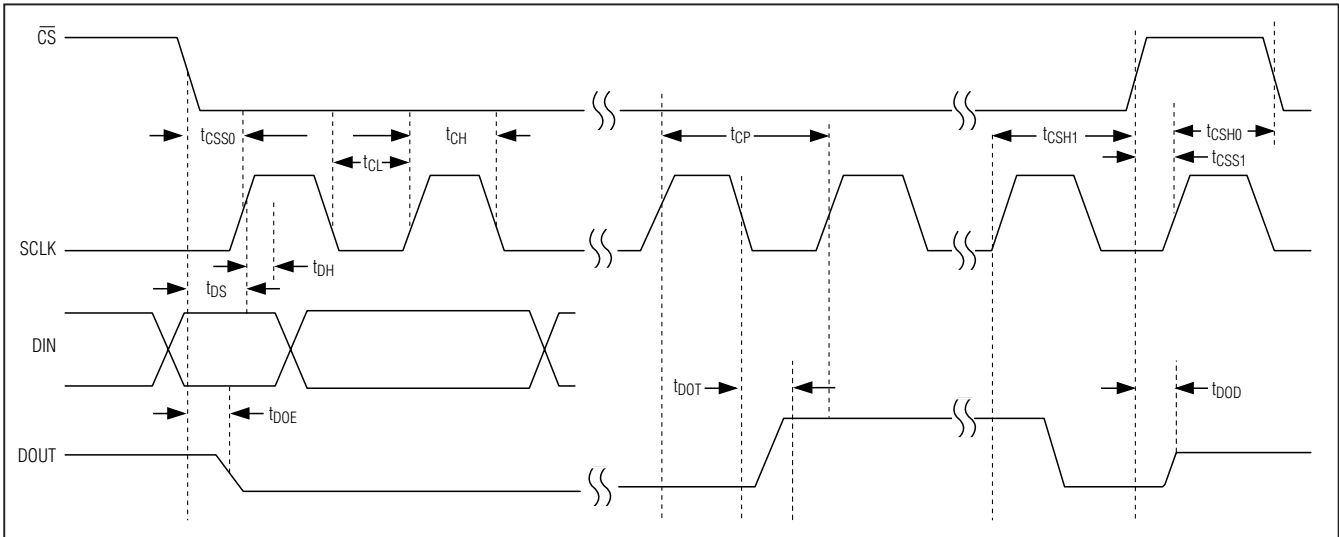 CS
tCSS0
tCH
tCP
tCSH1
tCSH0
tCL
tCSS1
SCLK
tDH
tDS
DIN
tDOT
tDOD
tDOE
DOUT